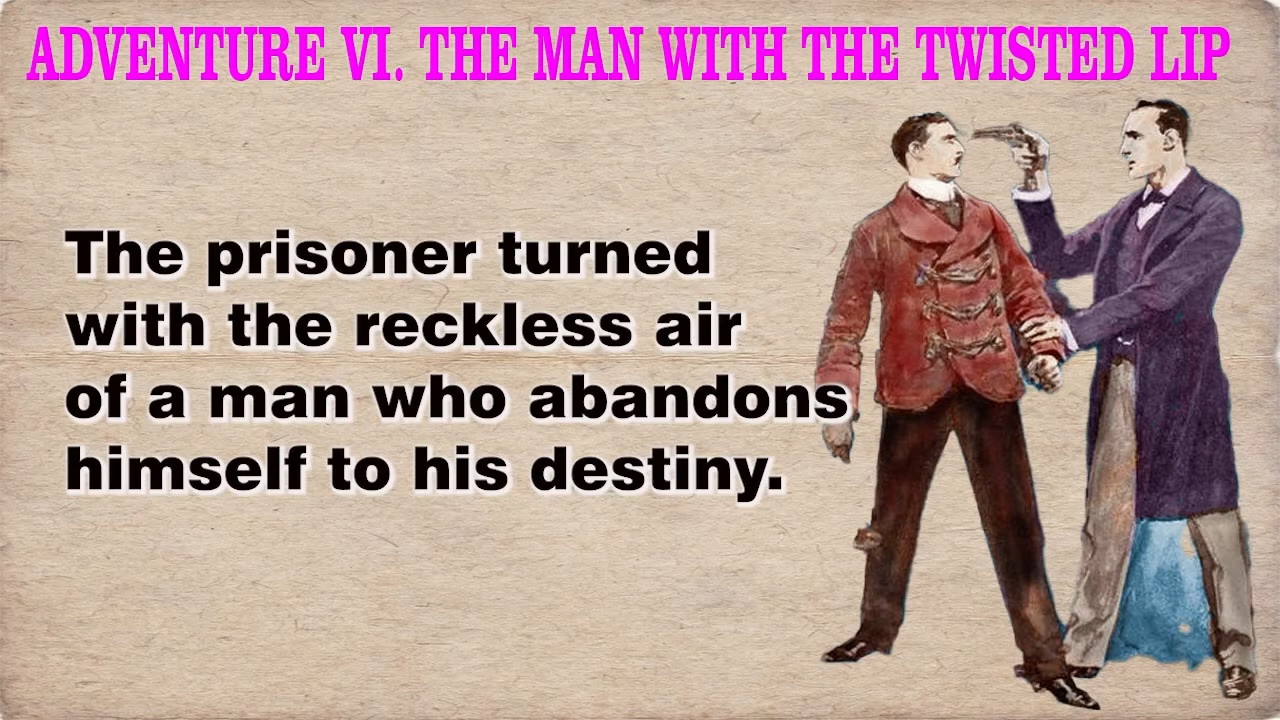 ADVENTURE VI. THE MAN WITH THE TWISTED LIP
The prisoner turned
with the reckless air
of a man who abandons
himself to his destiny.